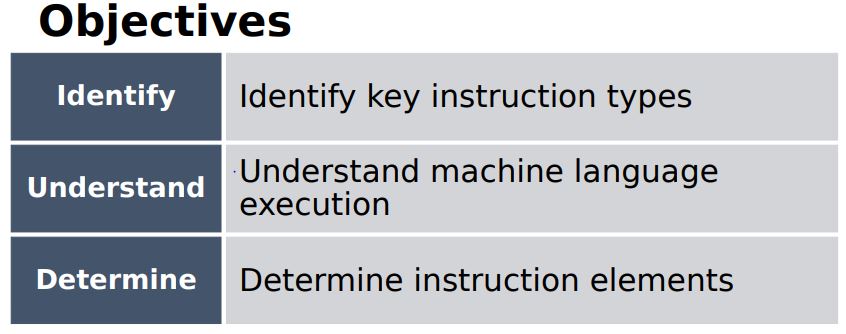 Objectives
Identify
Identify key instruction types
Understand
Understand machine language
execution
Determine
Determine instruction elements